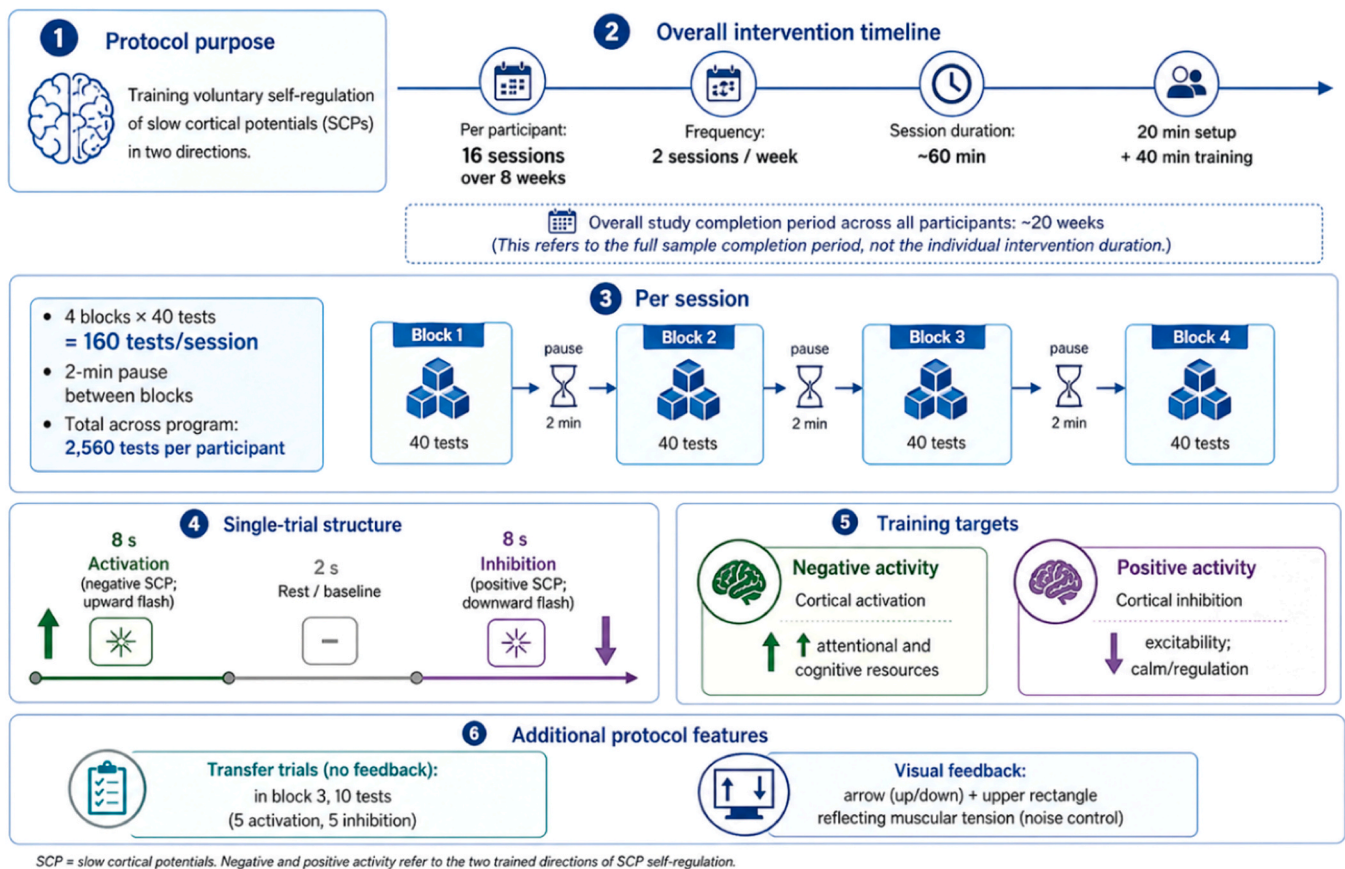 1 Protocol purpose
Training voluntary self-regulation
of slow cortical potentials (SCPs)
in two directions.
2 Overall intervention timeline
Per participant:
16 sessions
over 8 weeks
Frequency:
2 sessions / week
Session duration:
~60 min
20 min setup
+ 40 min training
Overall study completion period across all participants: ~20 weeks
(This refers to the full sample completion period, not the individual intervention duration.)
3 Per session
• 4 blocks × 40 tests
= 160 tests/session
• 2-min pause
between blocks
• Total across program:
2,560 tests per participant
Block 1
40 tests
pause
2 min
Block 2
40 tests
pause
2 min
Block 3
40 tests
pause
2 min
Block 4
40 tests
4 Single-trial structure
8 s
Activation
(negative SCP;
upward flash)
2 s
Rest / baseline
8 s
Inhibition
(positive SCP;
downward flash)
5 Training targets
Negative activity
Cortical activation
↑ ↑ attentional and
cognitive resources
Positive activity
Cortical inhibition
↓ excitability;
calm/regulation
6 Additional protocol features
Transfer trials (no feedback):
in block 3, 10 tests
(5 activation, 5 inhibition)
Visual feedback:
arrow (up/down) + upper rectangle
reflecting muscular tension (noise control)
SCP = slow cortical potentials. Negative and positive activity refer to the two trained directions of SCP self-regulation.